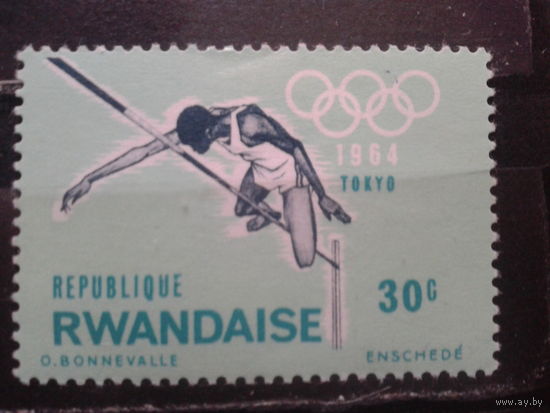 1964
TOKYO
REPUBLIQUE
30C
RWANDAISE
O.BONNEVALLE
ENSCHEDÉ
www.ay.by